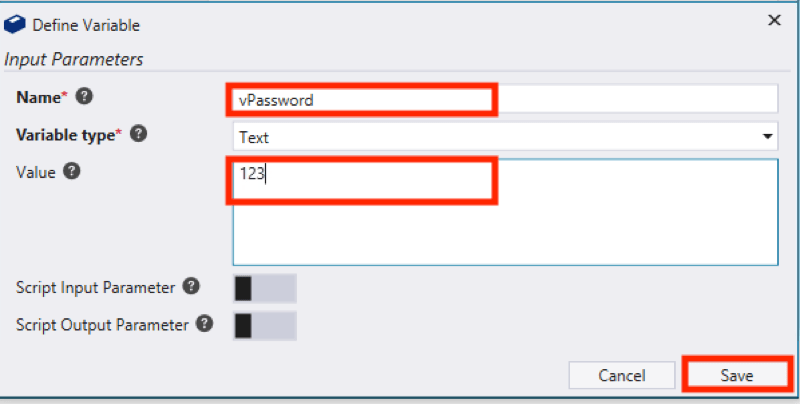 Define Variable
Input Parameters
Name* ?
vPassword
Variable type* ?
Text
Value ?
123
Script Input Parameter ?
Script Output Parameter ?
Cancel
Save